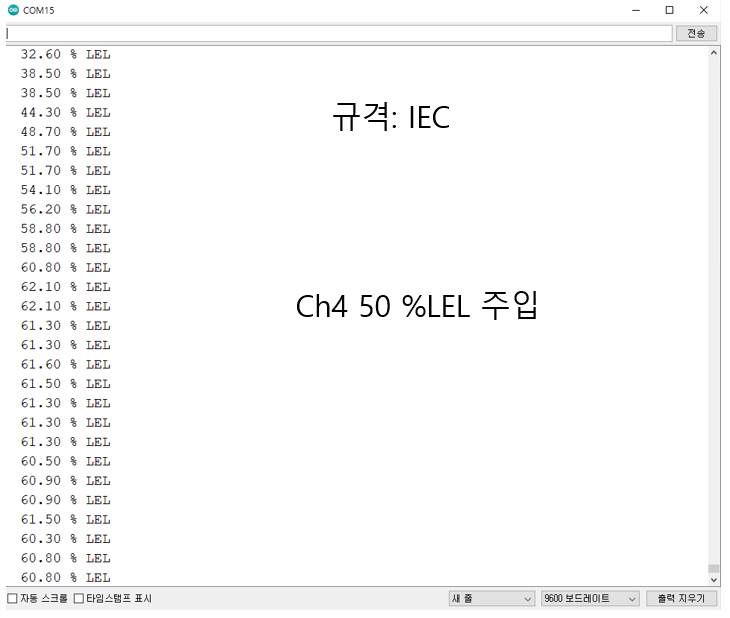 COM15
전송
32.60 % LEL
38.50 % LEL
38.50 % LEL
44.30 % LEL
규격: IEC
48.70 % LEL
51.70 % LEL
51.70 % LEL
54.10 % LEL
56.20 % LEL
58.80 % LEL
58.80 % LEL
60.80 % LEL
62.10 % LEL
62.10 % LEL
Ch4 50 %LEL 주입
61.30 % LEL
61.30 % LEL
61.60 % LEL
61.50 % LEL
61.30 % LEL
61.30 % LEL
61.30 % LEL
60.50 % LEL
60.90 % LEL
60.90 % LEL
61.50 % LEL
60.30 % LEL
60.80 % LEL
60.80 % LEL
자동 스크롤 타임스탬프 표시 새 줄 9600 보드레이트 출력 지우기